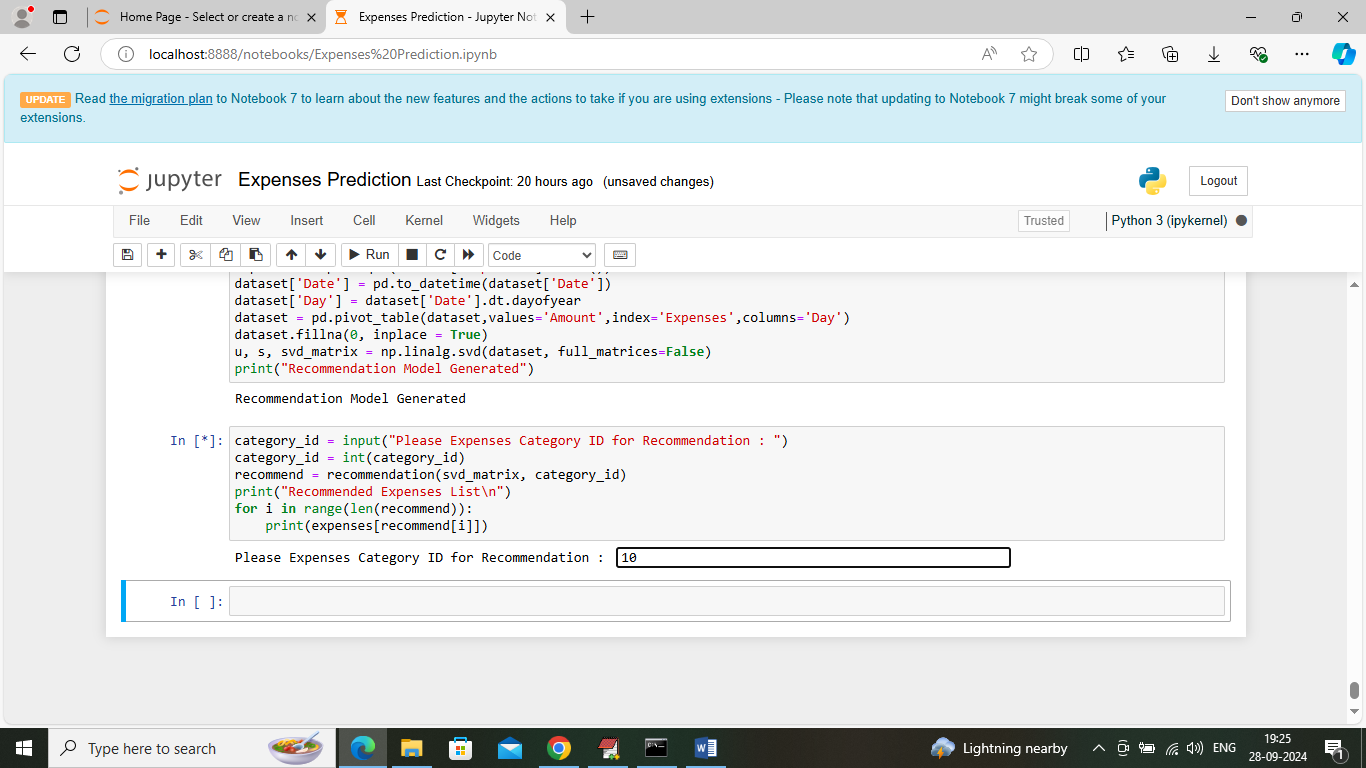 Home Page - Select or create a no
Expenses Prediction - Jupyter Not
localhost:8888/notebooks/Expenses%20Prediction.ipynb
UPDATE Read the migration plan to Notebook 7 to learn about the new features and the actions to take if you are using extensions - Please note that updating to Notebook 7 might break some of your
extensions.
Don't show anymore
jupyter Expenses Prediction Last Checkpoint: 20 hours ago (unsaved changes)
Logout
File Edit View Insert Cell Kernel Widgets Help
Trusted
Python 3 (ipykernel)
Run
Code
dataset['Date'] = pd.to_datetime(dataset['Date'])
dataset['Day'] = dataset['Date'].dt.dayofyear
dataset = pd.pivot_table(dataset,values='Amount',index='Expenses',columns='Day')
dataset.fillna(0, inplace = True)
u, s, svd_matrix = np.linalg.svd(dataset, full_matrices=False)
print("Recommendation Model Generated")
Recommendation Model Generated
In [*]: category_id = input("Please Expenses Category ID for Recommendation : ")
category_id = int(category_id)
recommend = recommendation(svd_matrix, category_id)
print("Recommended Expenses List\n")
for i in range(len(recommend)):
print(expenses[recommend[i]])
Please Expenses Category ID for Recommendation : 10
In [ ]:
Type here to search
Lightning nearby
ENG
19:25
28-09-2024
1